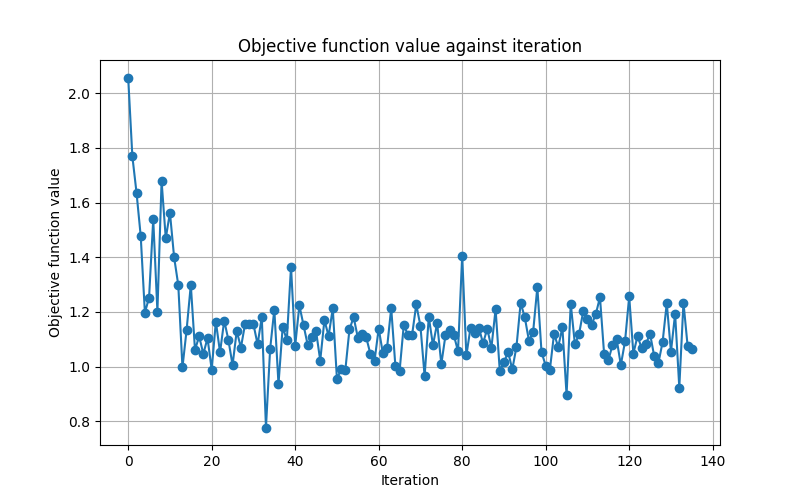 Objective function value against iteration
Objective function value
2.0
1.8
1.6
1.4
1.2
1.0
0.8
0 20 40 60 80 100 120 140
Iteration